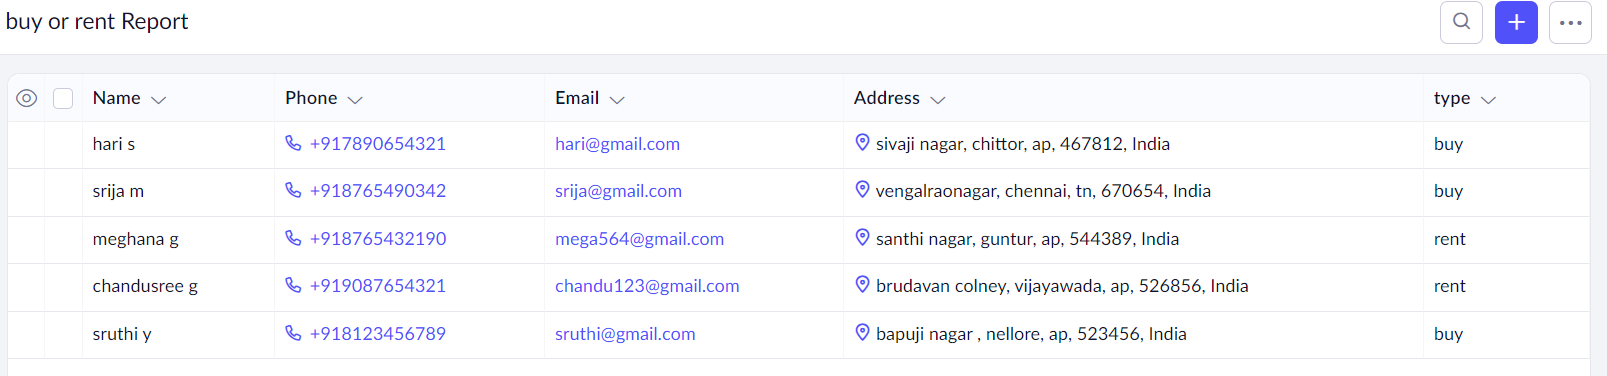 buy or rent Report
Name Phone Email Address type
hari s +917890654321 hari@gmail.com sivaji nagar, chittor, ap, 467812, India buy
srija m +918765490342 srija@gmail.com vengalraonagar, chennai, tn, 670654, India buy
meghana g +918765432190 mega564@gmail.com santhi nagar, guntur, ap, 544389, India rent
chandusree g +919087654321 chandu123@gmail.com brudavan colney, vijayawada, ap, 526856, India rent
sruthi y +918123456789 sruthi@gmail.com bapuji nagar , nellore, ap, 523456, India buy